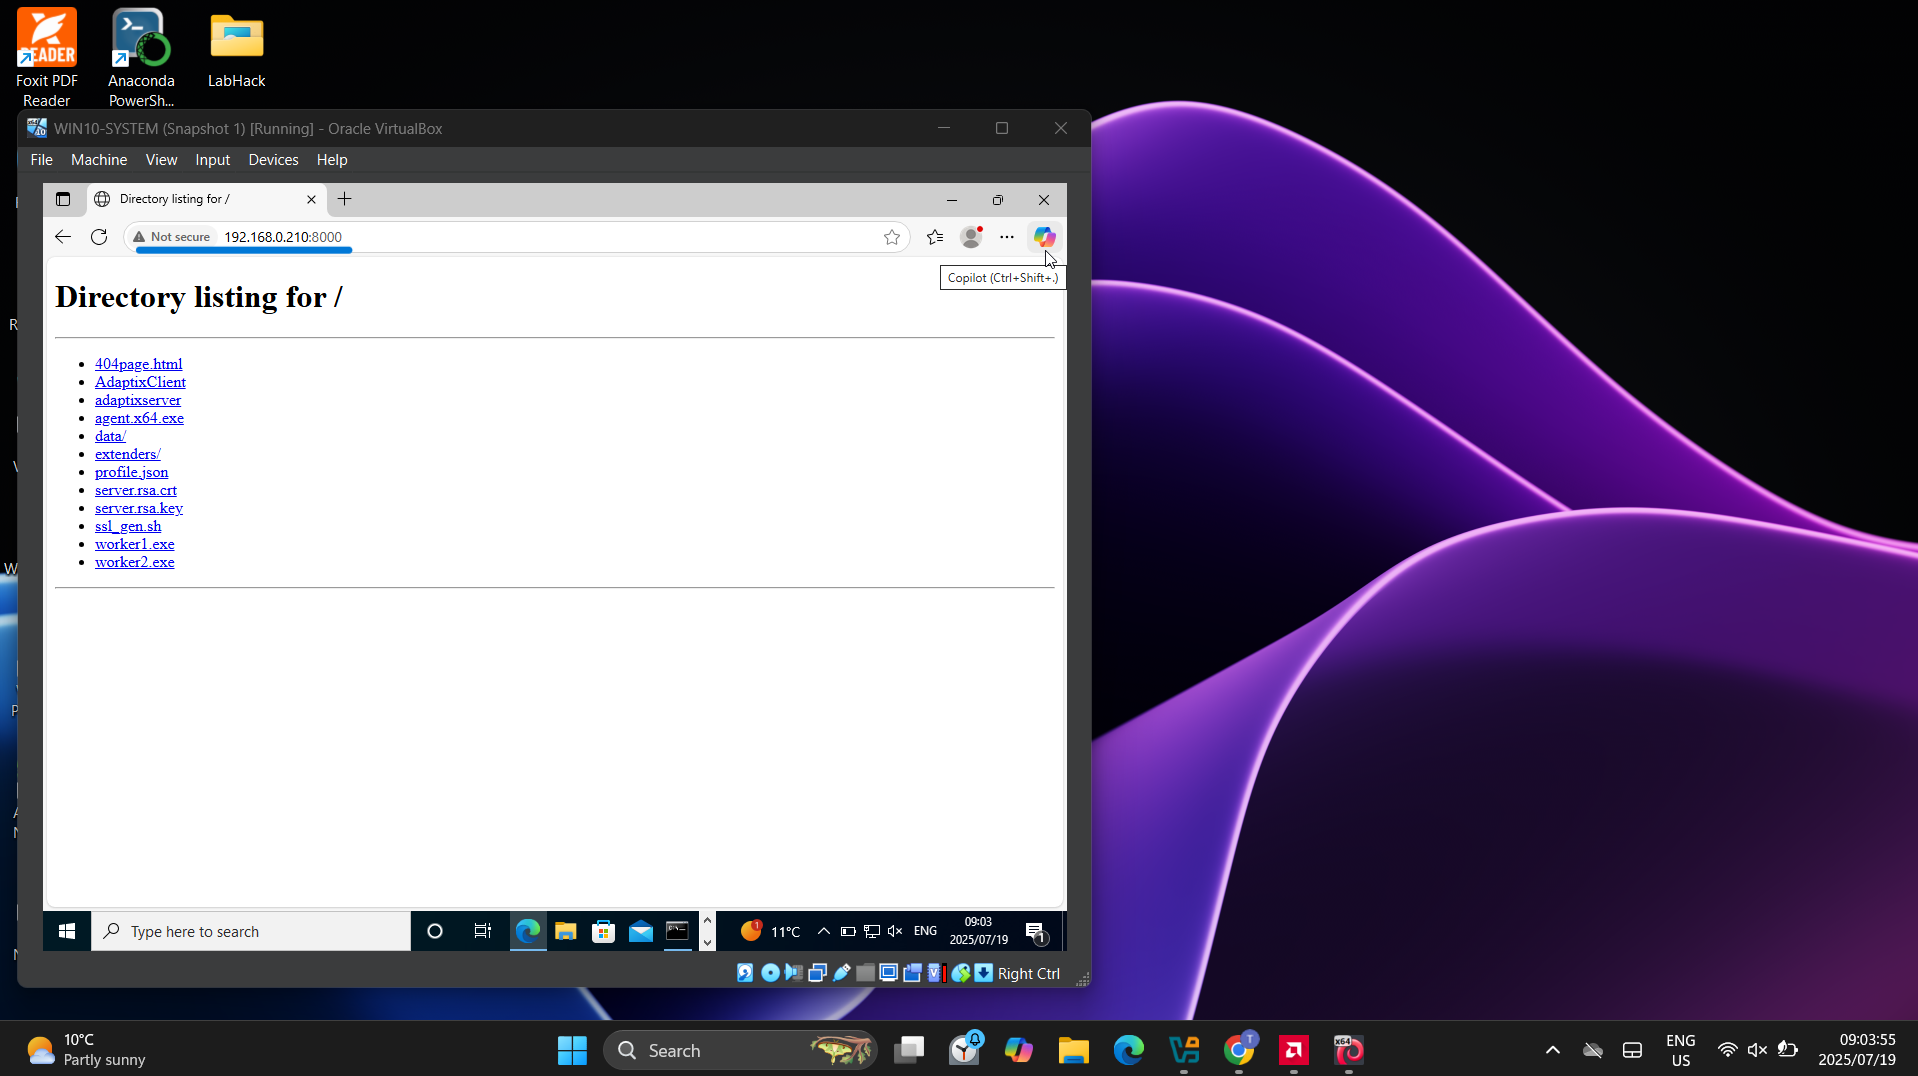 READER
Foxit PDF
Reader
Anaconda
PowerSh...
LabHack
WIN10-SYSTEM (Snapshot 1) [Running] - Oracle VirtualBox
File Machine View Input Devices Help
Directory listing for /
Not secure 192.168.0.210:8000
Copilot (Ctrl+Shift+.)
Directory listing for /
404page.html
AdaptixClient
adaptixserver
agent.x64.exe
data/
extenders/
profile.json
server.rsa.crt
server.rsa.key
ssl_gen.sh
worker1.exe
worker2.exe
Type here to search
1
11°C
ENG
09:03
2025/07/19
1
Right Ctrl
10°C
Partly sunny
Search
T
x64
ENG
US
09:03:55
2025/07/19